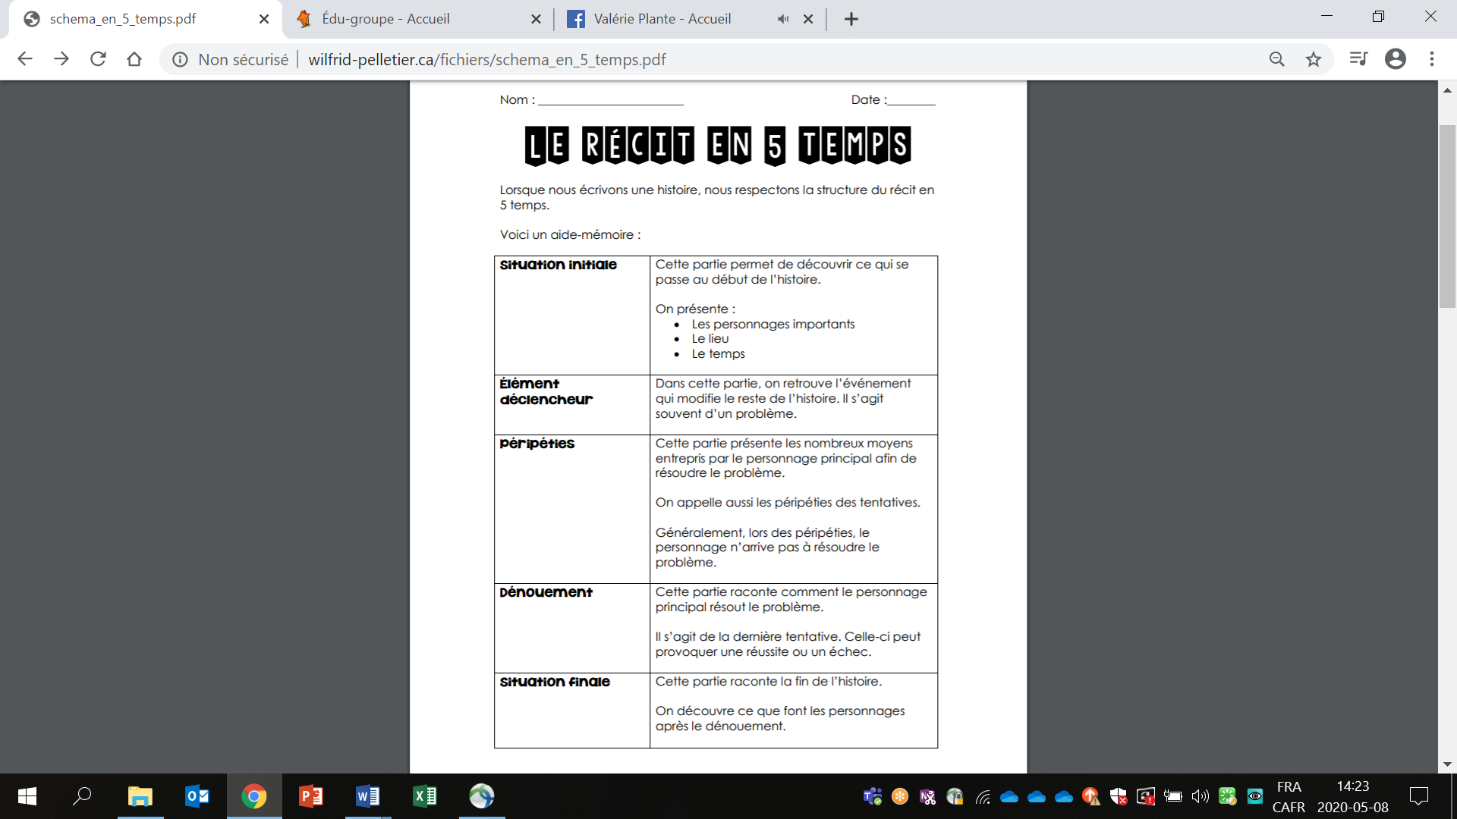 schema_en_5_temps.pdf
Édu-groupe - Accueil
Valérie Plante - Accueil
Non sécurisé
wilfrid-pelletier.ca/fichiers/schema_en_5_temps.pdf
Nom : ____________________ Date :_______
LE RÉCIT EN 5 TEMPS
Lorsque nous écrivons une histoire, nous respectons la structure du récit en
5 temps.
Voici un aide-mémoire :
Situation initiale
Cette partie permet de découvrir ce qui se
passe au début de l'histoire.
On présente :
• Les personnages importants
• Le lieu
• Le temps
Élément
déclencheur
Dans cette partie, on retrouve l'événement
qui modifie le reste de l'histoire. Il s'agit
souvent d'un problème.
Péripéties
Cette partie présente les nombreux moyens
entrepris par le personnage principal afin de
résoudre le problème.
On appelle aussi les péripéties des tentatives.
Généralement, lors des péripéties, le
personnage n'arrive pas à résoudre le
problème.
Dénouement
Cette partie raconte comment le personnage
principal résout le problème.
Il s'agit de la dernière tentative. Celle-ci peut
provoquer une réussite ou un échec.
Situation finale
Cette partie raconte la fin de l'histoire.
On découvre ce que font les personnages
après le dénouement.
FRA
CAFR
14:23
2020-05-08